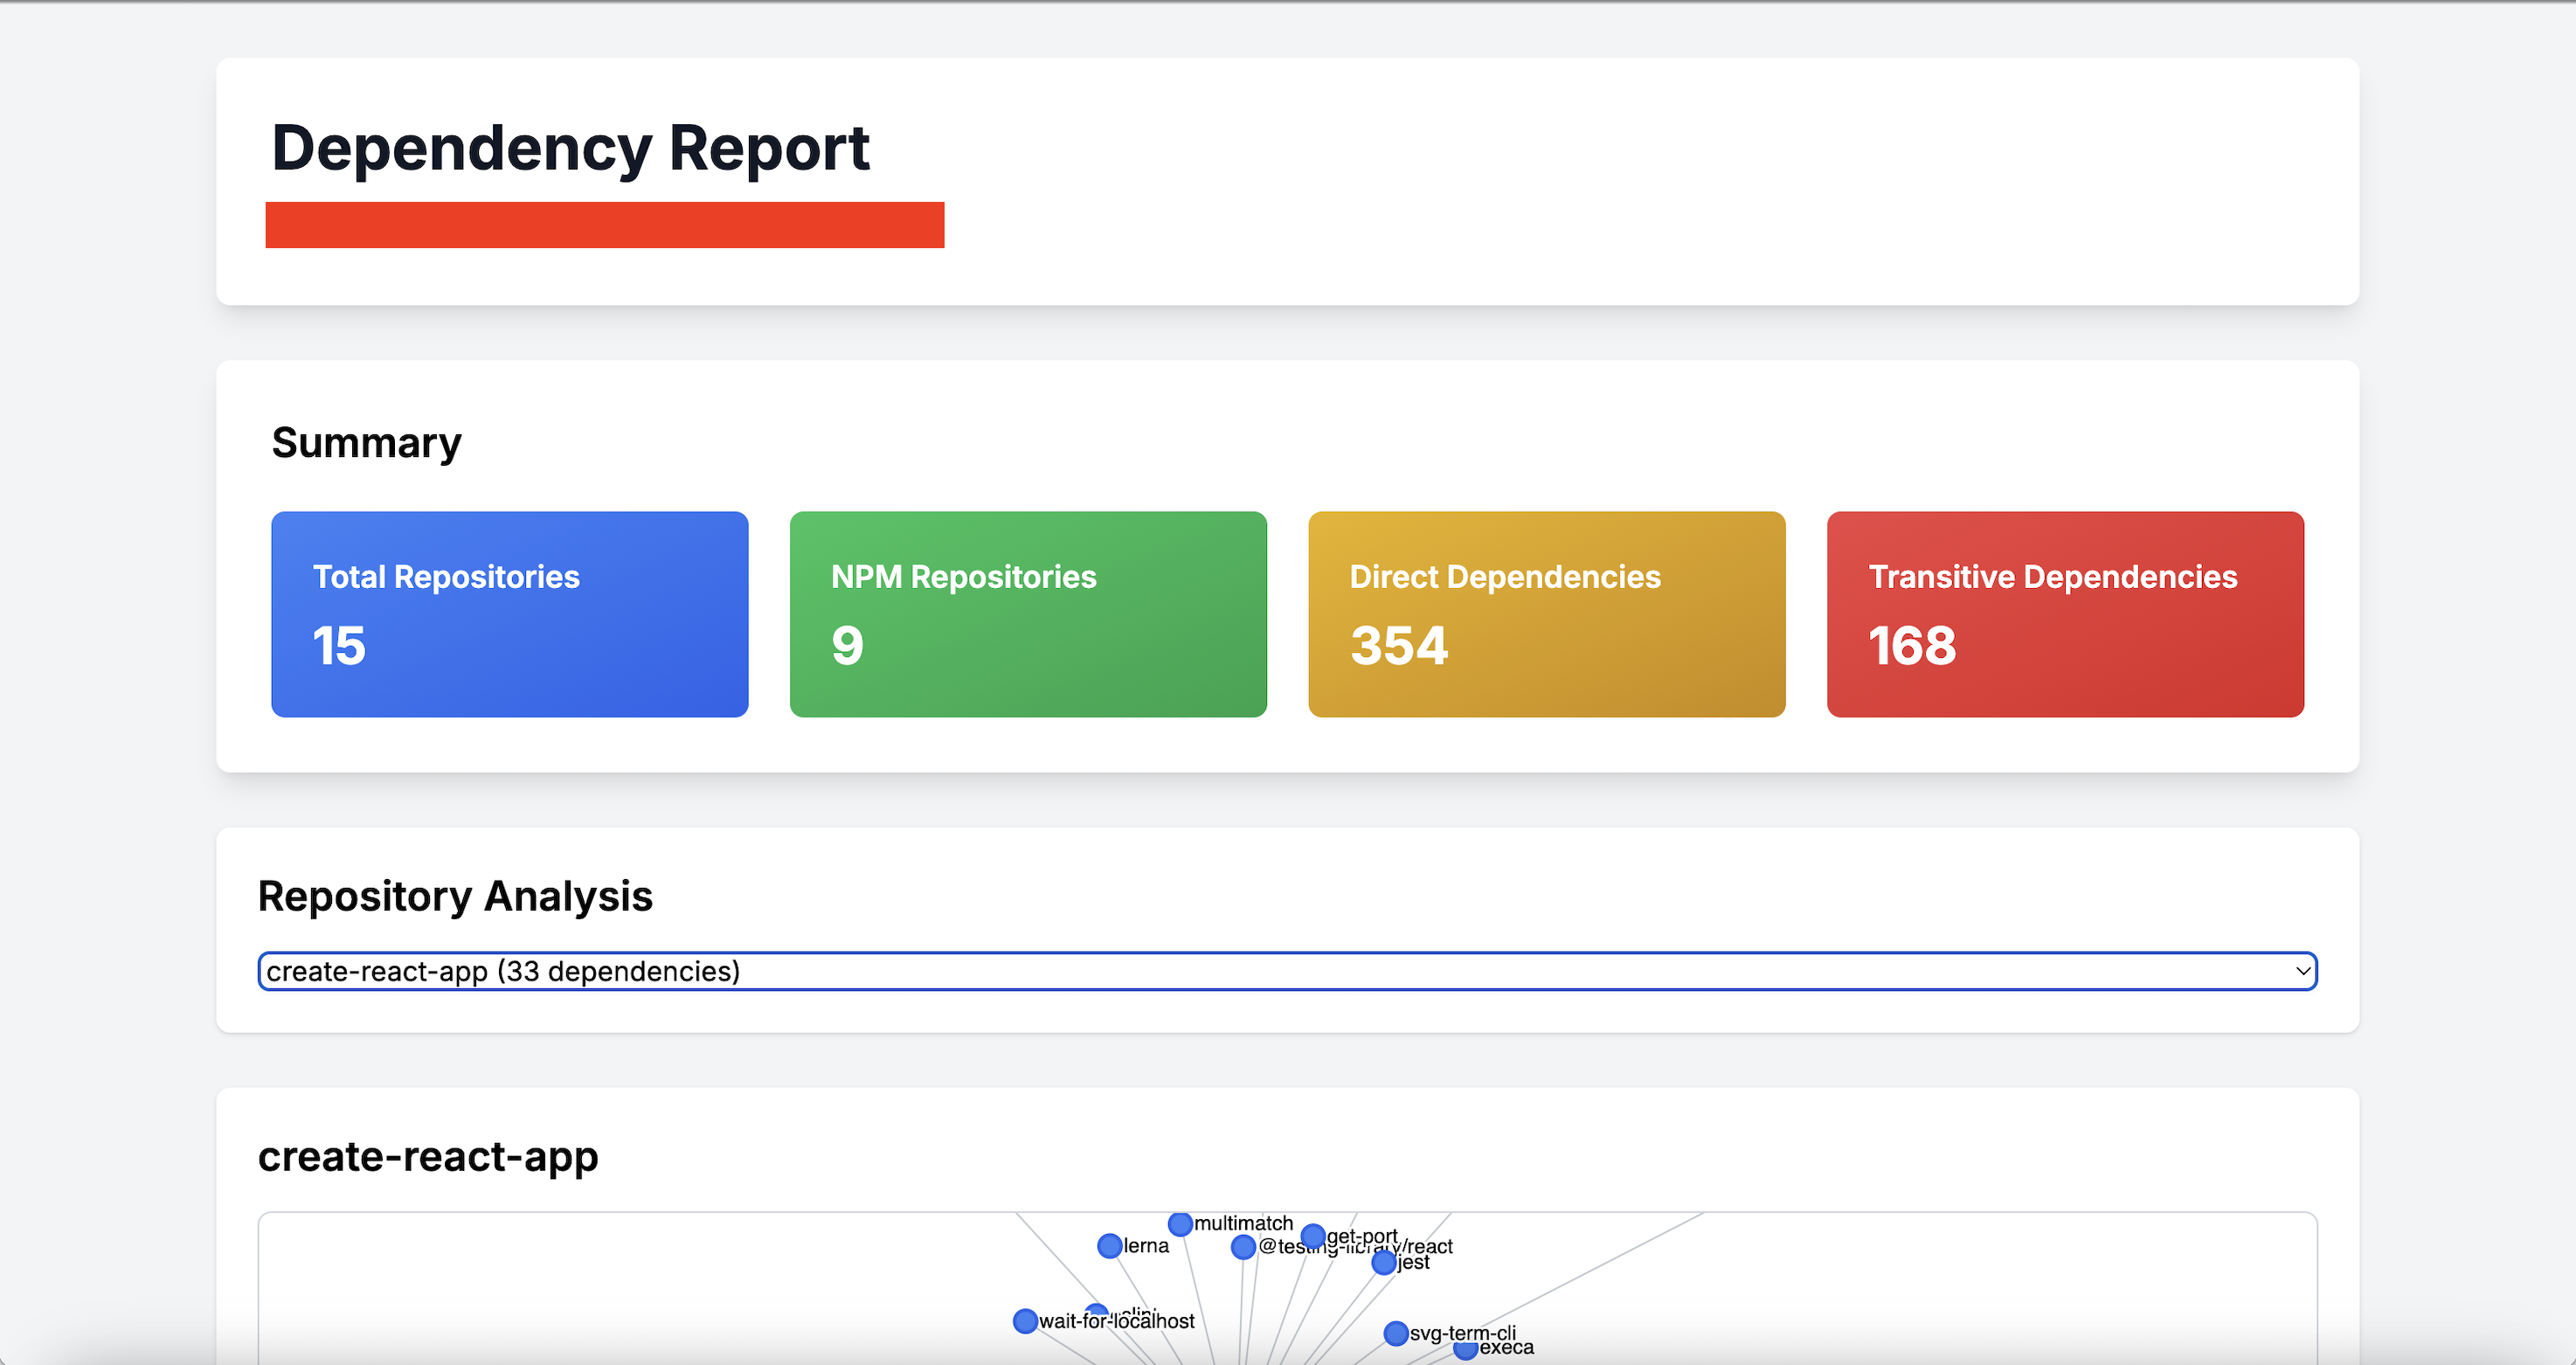 Dependency Report
Summary
Total Repositories
15
NPM Repositories
9
Direct Dependencies
354
Transitive Dependencies
168
Repository Analysis
create-react-app (33 dependencies)
create-react-app
multimatch
get-port
lerna
@testing-library/react
jest
wait-for-localhost
svg-term-cli
execa